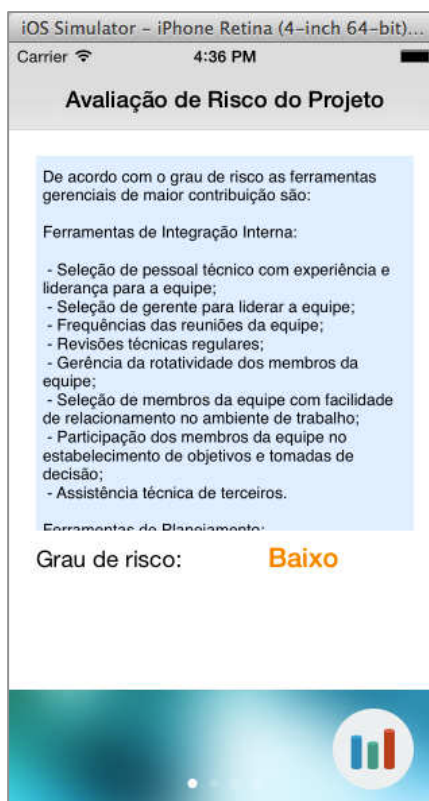 iOS Simulator – iPhone Retina (4-inch 64-bit)...
Carrier 4:36 PM
Avaliação de Risco do Projeto
De acordo com o grau de risco as ferramentas
gerenciais de maior contribuição são:
Ferramentas de Integração Interna:
- Seleção de pessoal técnico com experiência e
liderança para a equipe;
- Seleção de gerente para liderar a equipe;
- Frequências das reuniões da equipe;
- Revisões técnicas regulares;
- Gerência da rotatividade dos membros da
equipe;
- Seleção de membros da equipe com facilidade
de relacionamento no ambiente de trabalho;
- Participação dos membros da equipe no
estabelecimento de objetivos e tomadas de
decisão;
- Assistência técnica de terceiros.
Ferramentas de Planejamento:
Grau de risco: Baixo